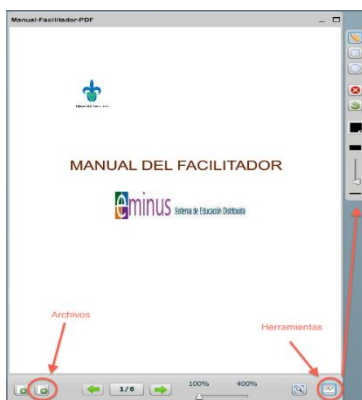 Manual-Facilitador-PDF
MANUAL DEL FACILITADOR
eminus Sistema de Educación Distribuida
Archivos
Herramientas
1/6
100%
400%